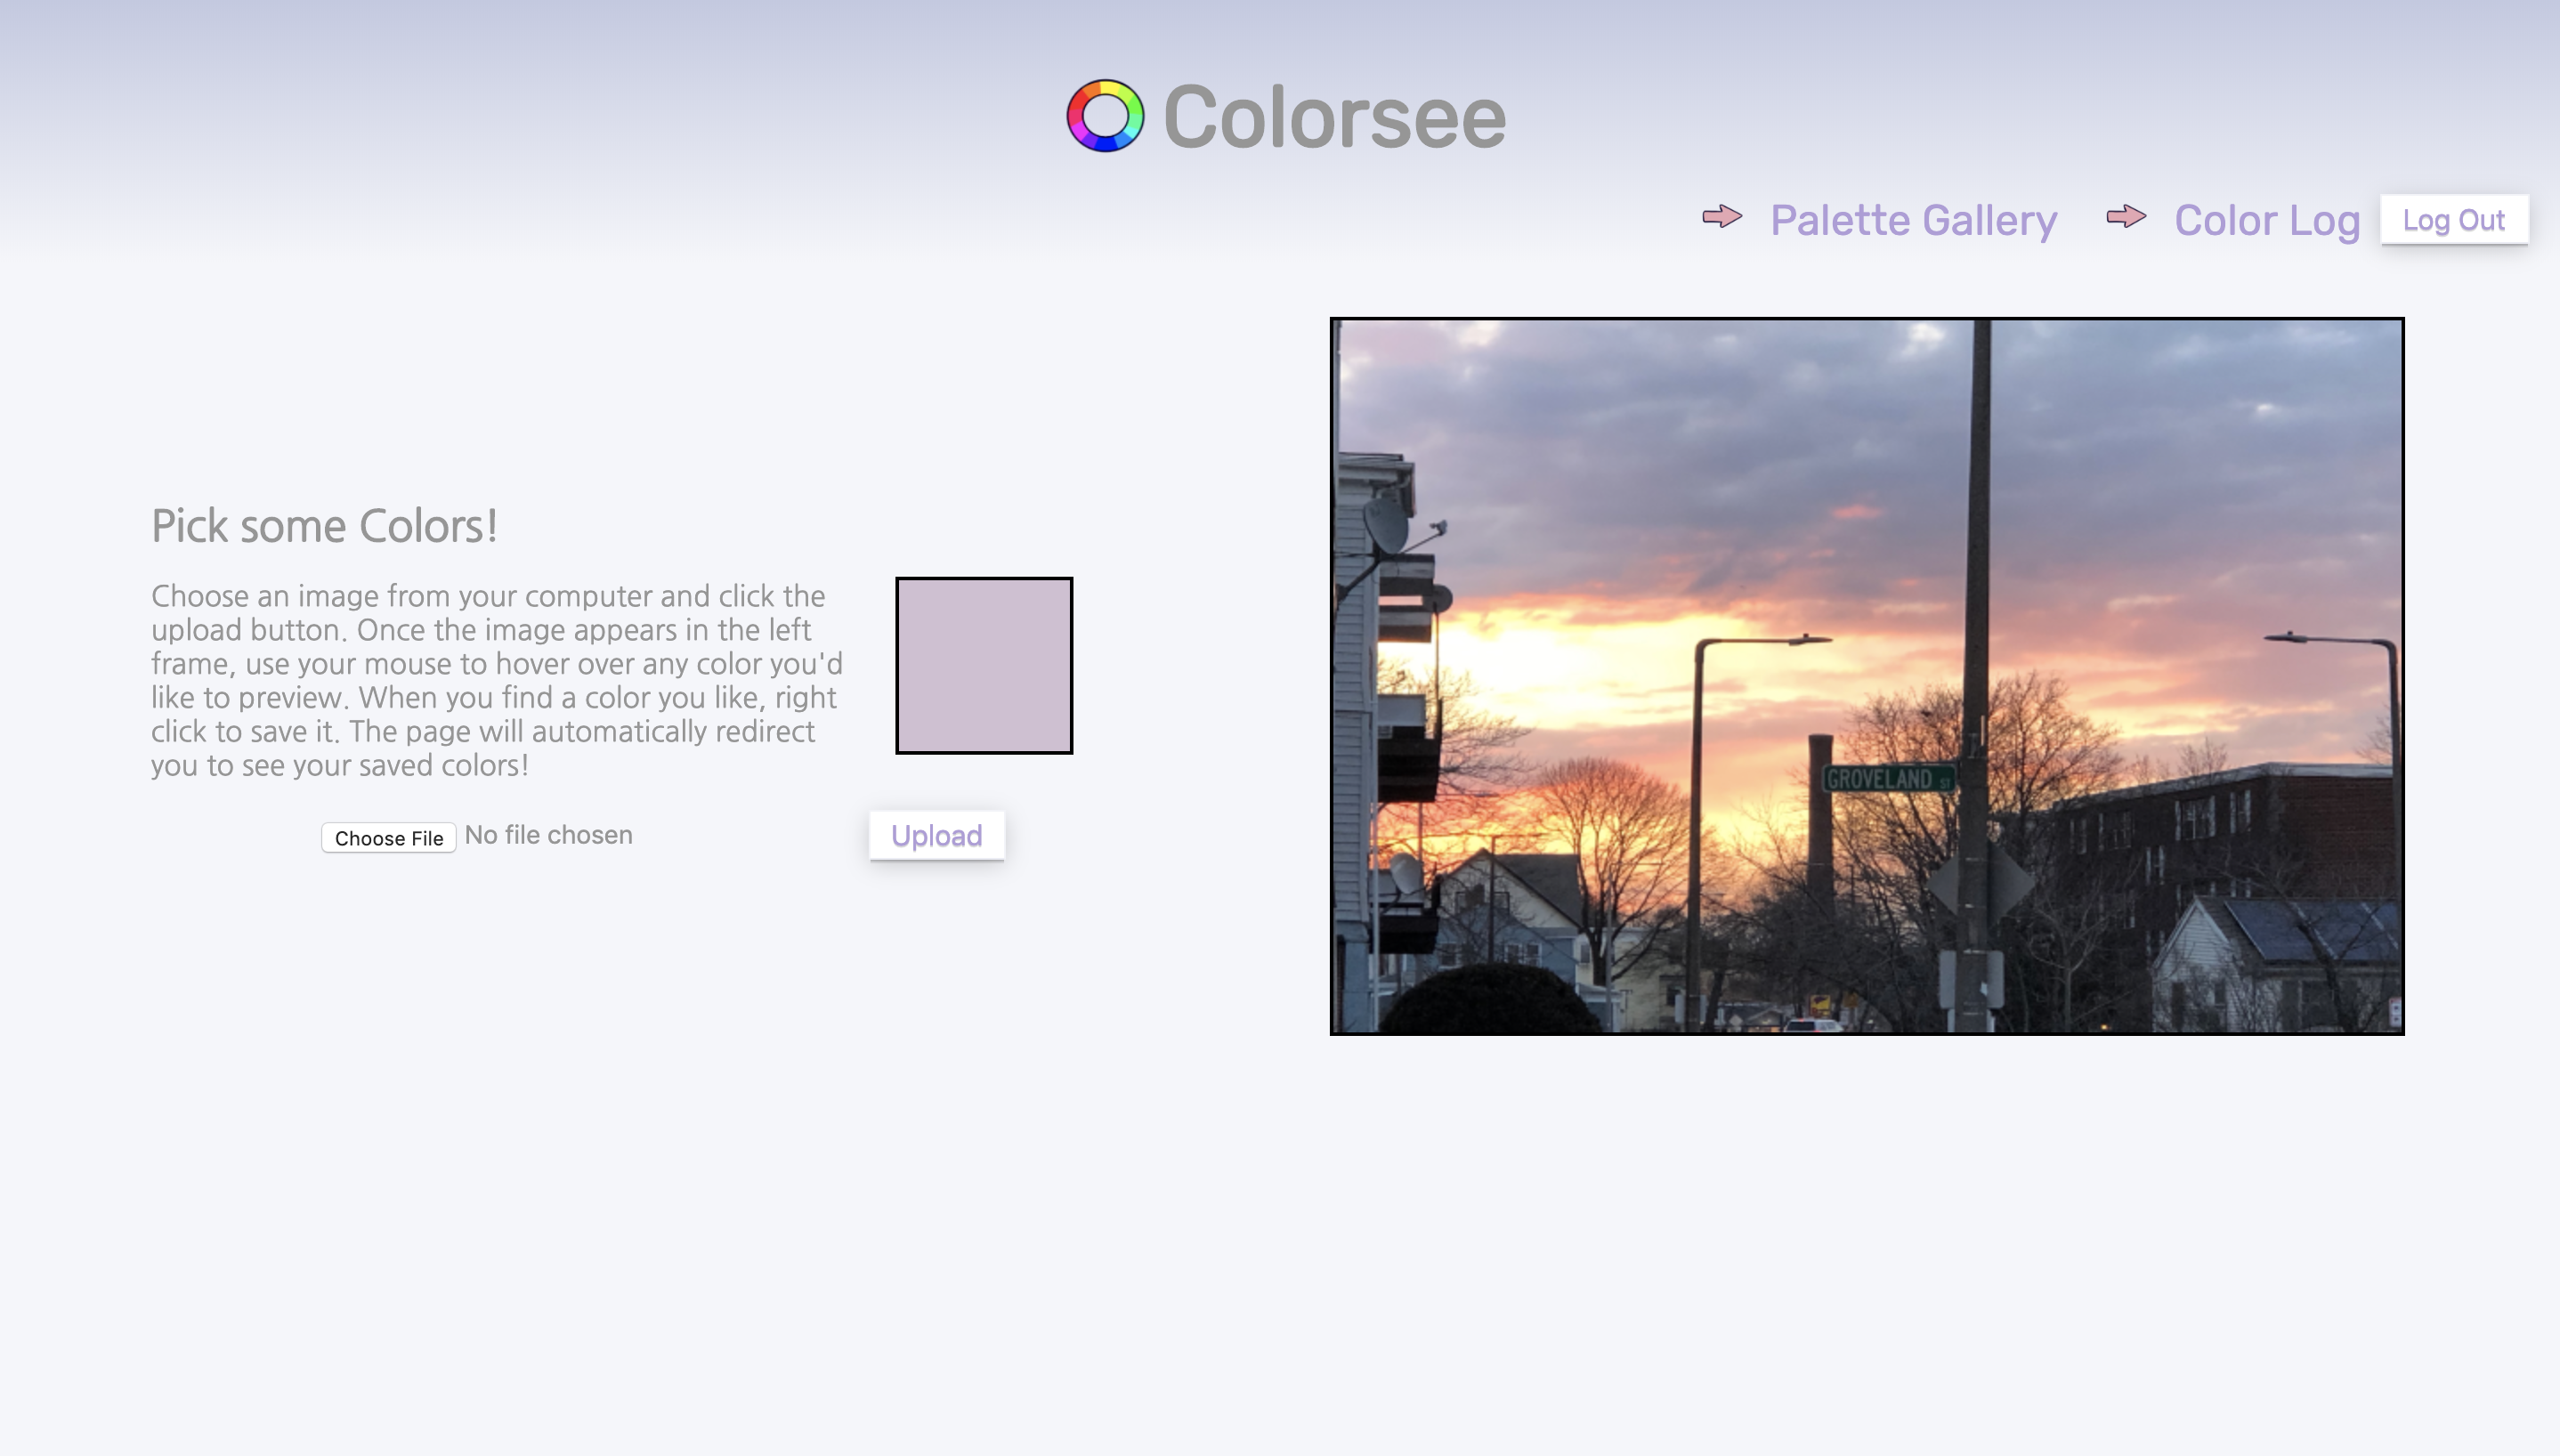 Colorsee
Palette Gallery
Color Log
Log Out
Pick some Colors!
Choose an image from your computer and click the
upload button. Once the image appears in the left
frame, use your mouse to hover over any color you'd
like to preview. When you find a color you like, right
click to save it. The page will automatically redirect
you to see your saved colors!
Choose File No file chosen
Upload
GROVELAND ST